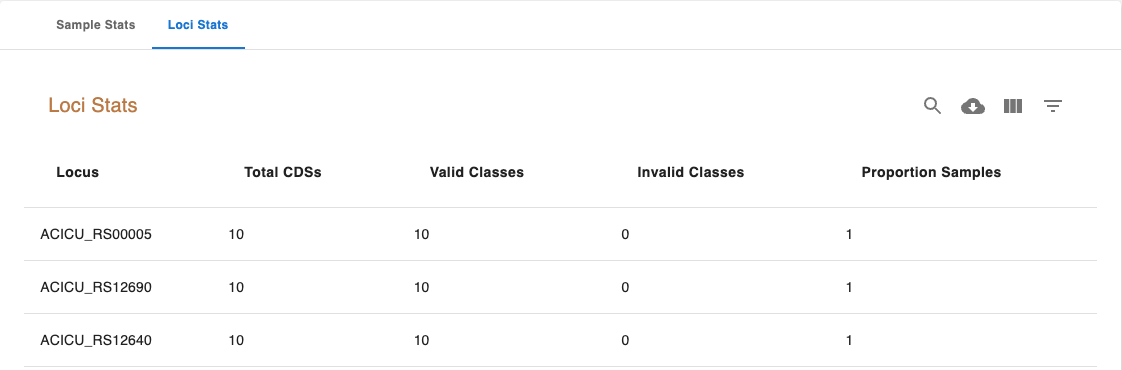 Sample Stats Loci Stats
Loci Stats
Locus Total CDSs Valid Classes Invalid Classes Proportion Samples
ACICU_RS00005 10 10 0 1
ACICU_RS12690 10 10 0 1
ACICU_RS12640 10 10 0 1